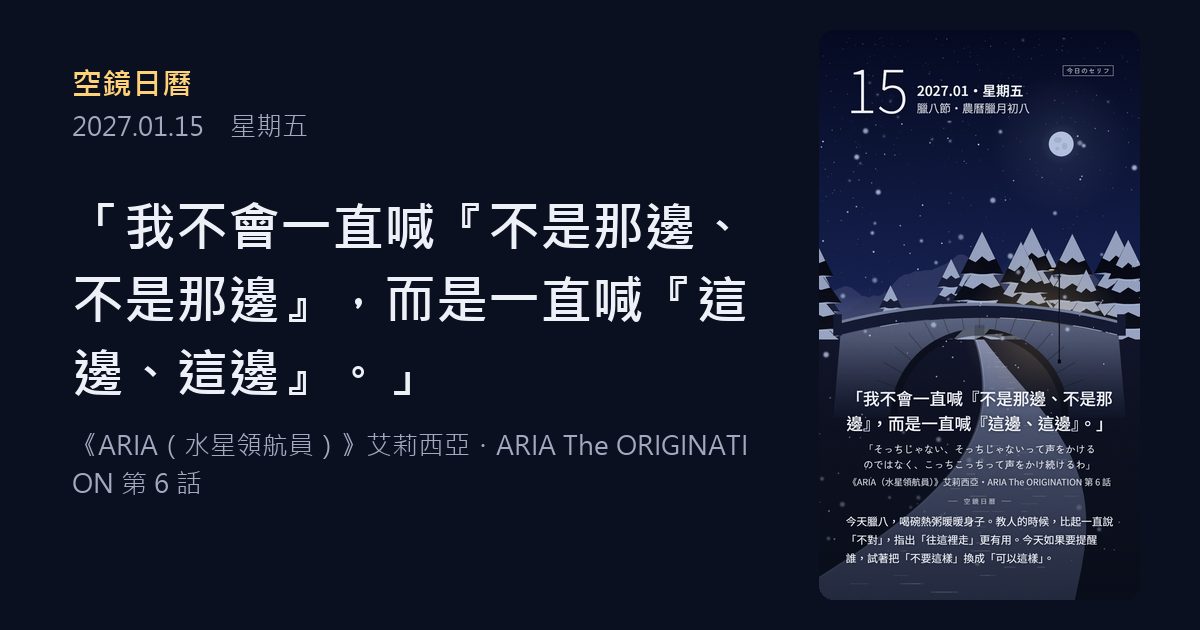 空鏡日曆
2027.01.15 星期五
「我不會一直喊『不是那邊、
不是那邊』，而是一直喊『這
邊、這邊』。」
《ARIA（水星領航員）》艾莉西亞・ARIA The ORIGINATI
ON 第 6 話
15
2027.01・星期五
臘八節・農曆臘月初八
今日のセリフ
「我不會一直喊『不是那邊、不是那
邊』，而是一直喊『這邊、這邊』。」
「そっちじゃない、そっちじゃないって声をかける
のではなく、こっちこっちって声をかけ続けるわ」
《ARIA（水星領航員）》艾莉西亞・ARIA The ORIGINATION 第 6 話
空鏡日曆
今天臘八，喝碗熱粥暖暖身子。教人的時候，比起一直說
「不對」，指出「往這裡走」更有用。今天如果要提醒
誰，試著把「不要這樣」換成「可以這樣」。